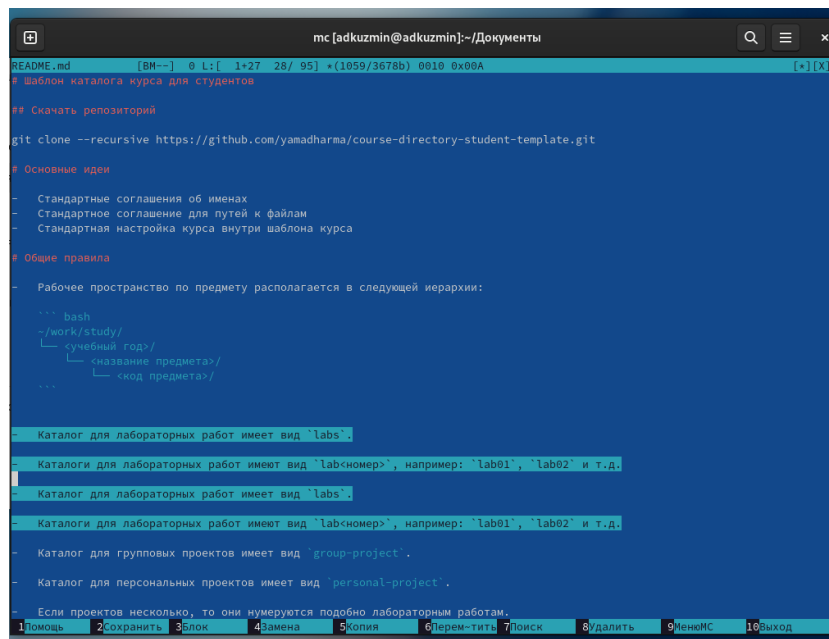 mc [adkuzmin@adkuzmin]:~/Документы
README.md [BM--] 0 L:[ 1+27 28/ 95] *(1059/3678b) 0010 0x00A [*][X]
# Шаблон каталога курса для студентов
## Скачать репозиторий
git clone --recursive https://github.com/yamadharma/course-directory-student-template.git
# Основные идеи
- Стандартные соглашения об именах
- Стандартное соглашение для путей к файлам
- Стандартная настройка курса внутри шаблона курса
# Общие правила
- Рабочее пространство по предмету располагается в следующей иерархии:
``` bash
~/work/study/
└── <учебный год>/
└── <название предмета>/
└── <код предмета>/
```
- Каталог для лабораторных работ имеет вид `labs`.
- Каталоги для лабораторных работ имеют вид `lab<номер>`, например: `lab01`, `lab02` и т.д.
- Каталог для лабораторных работ имеет вид `labs`.
- Каталоги для лабораторных работ имеют вид `lab<номер>`, например: `lab01`, `lab02` и т.д.
- Каталог для групповых проектов имеет вид `group-project`.
- Каталог для персональных проектов имеет вид `personal-project`.
- Если проектов несколько, то они нумеруются подобно лабораторным работам.
1Помощь 2Сохранить 3Блок 4Замена 5Копия 6Перем~тить 7Поиск 8Удалить 9МенюMC 10Выход